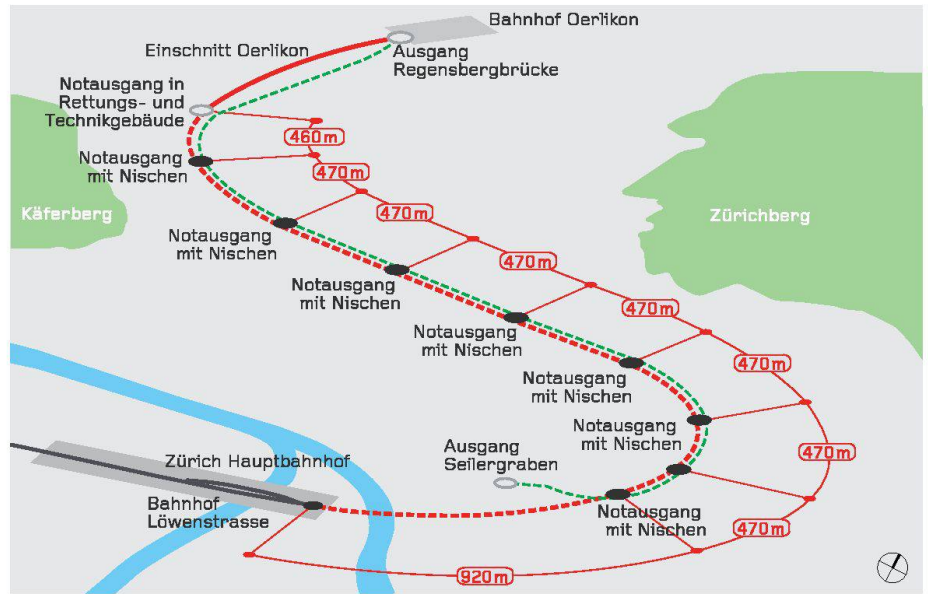 Bahnhof Oerlikon
Einschnitt Oerlikon
Ausgang
Regensbergbrücke
Notausgang in
Rettungs- und
Technikgebäude
460m
Notausgang
mit Nischen
470m
Käferberg
470m
Zürichberg
Notausgang
mit Nischen
470m
Notausgang
mit Nischen
470m
Notausgang
mit Nischen
470m
Notausgang
mit Nischen
Notausgang
mit Nischen
470m
Ausgang
Seilergraben
Zürich Hauptbahnhof
Bahnhof
Löwenstrasse
Notausgang
mit Nischen
470m
920m